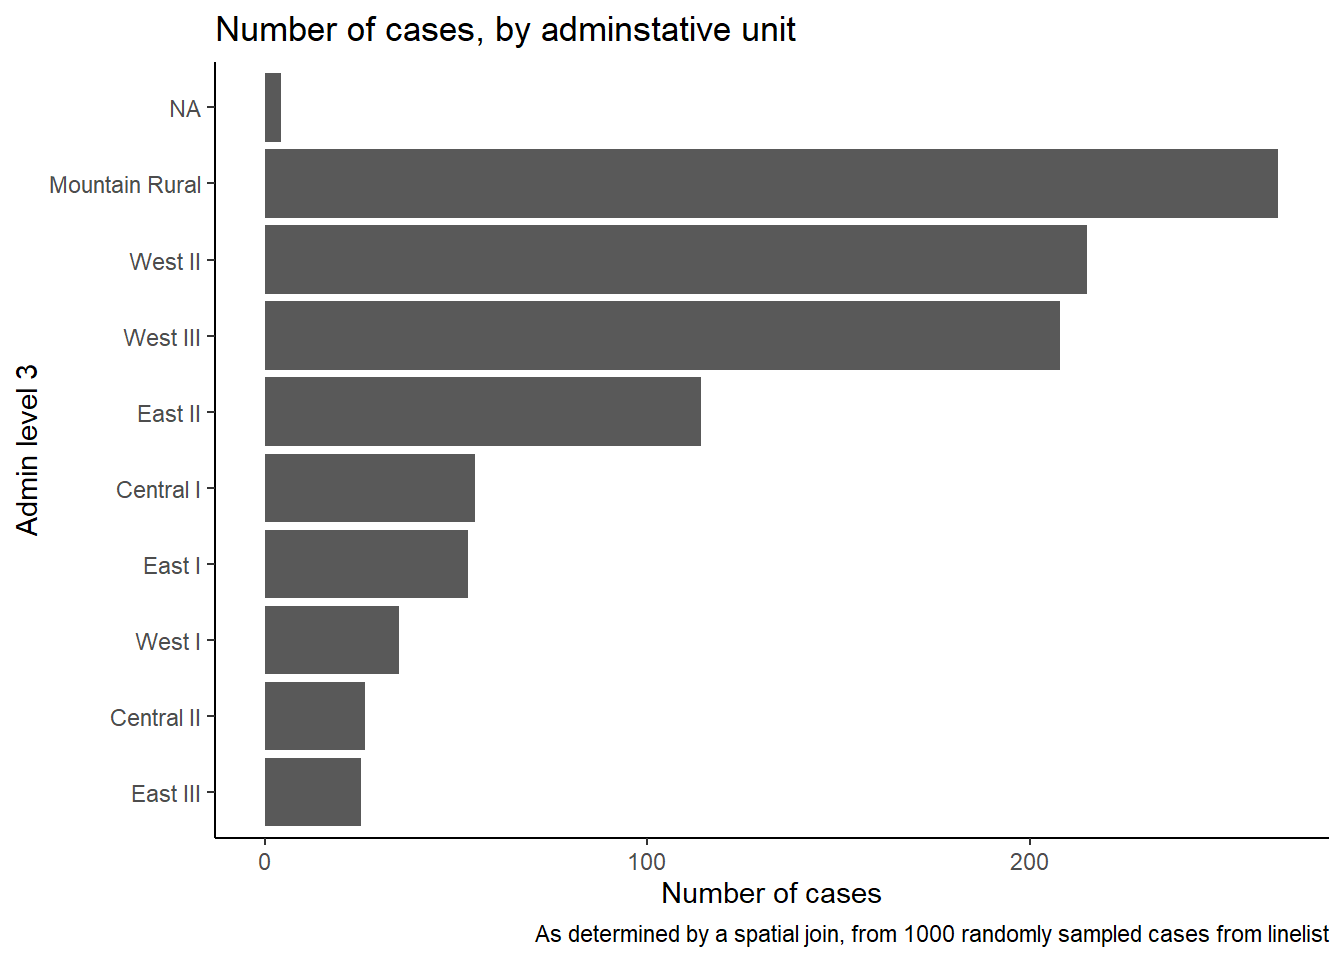 Number of cases, by adminstative unit
NA
Mountain Rural
West II
West III
East II
Central I
East I
West I
Central II
East III
Admin level 3
0 100 200
Number of cases
As determined by a spatial join, from 1000 randomly sampled cases from linelist